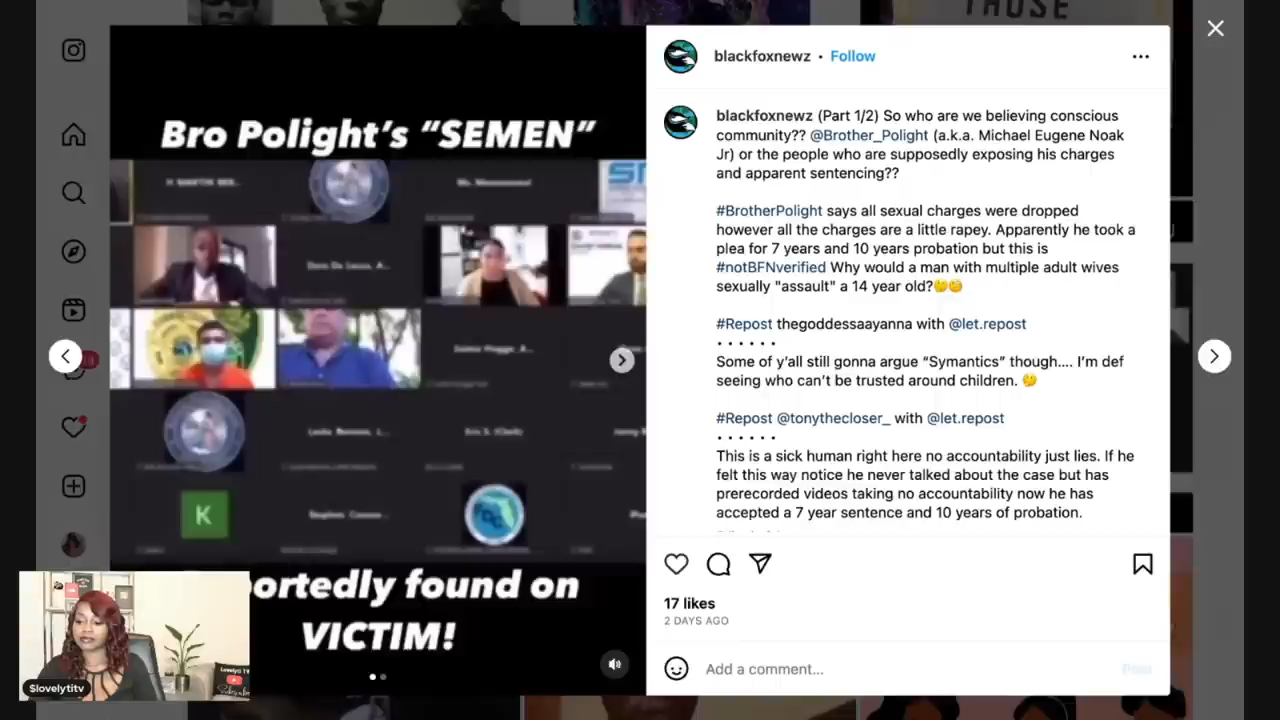 THOSE
blackfoxnewz • Follow
Bro Polight's “SEMEN”
portedly found on
VICTIM!
K
$lovelytitv
blackfoxnewz (Part 1/2) So who are we believing conscious
community?? @Brother_Polight (a.k.a. Michael Eugene Noak
Jr) or the people who are supposedly exposing his charges
and apparent sentencing??
#BrotherPolight says all sexual charges were dropped
however all the charges are a little rapey. Apparently he took a
plea for 7 years and 10 years probation but this is
#notBFNverified Why would a man with multiple adult wives
sexually "assault" a 14 year old?🤔🧐
#Repost thegoddessaayanna with @let.repost
• • • • • •
Some of y'all still gonna argue “Symantics” though.... I'm def
seeing who can't be trusted around children. 🤔
#Repost @tonythecloser_ with @let.repost
• • • • • •
This is a sick human right here no accountability just lies. If he
felt this way notice he never talked about the case but has
prerecorded videos taking no accountability now he has
accepted a 7 year sentence and 10 years of probation.
17 likes
2 DAYS AGO
Add a comment...
Post